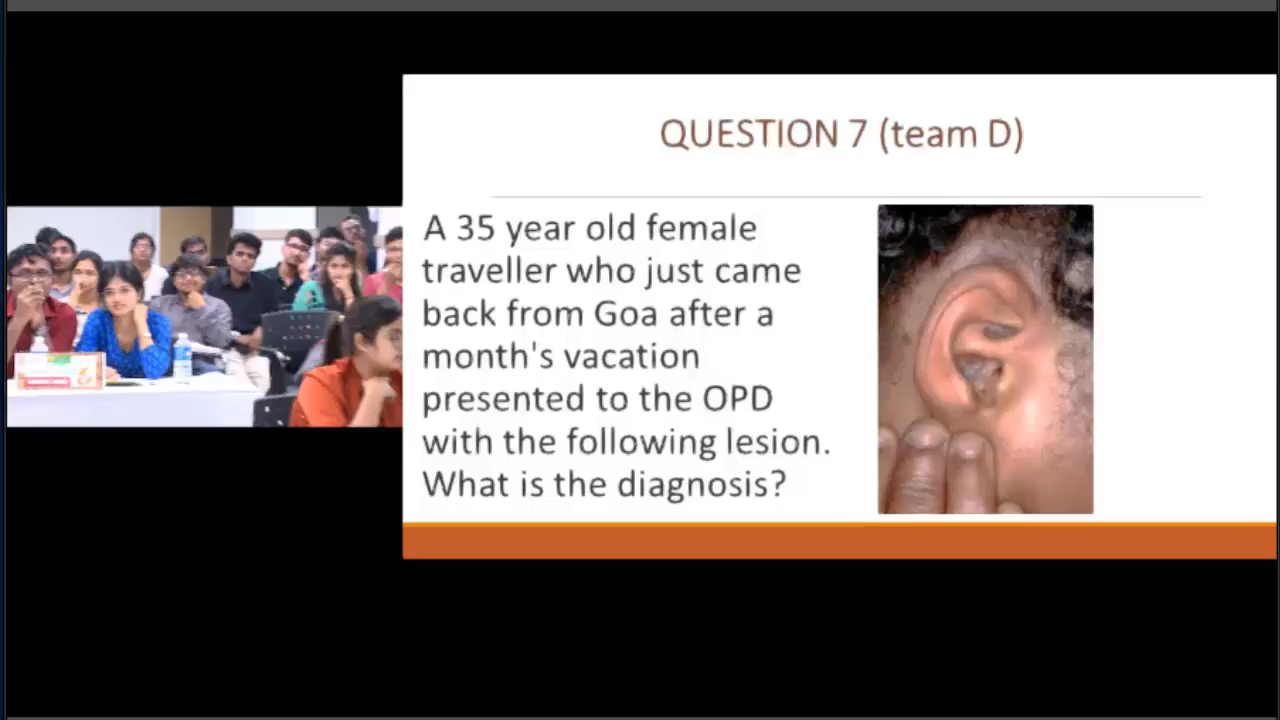 QUESTION 7 (team D)
A 35 year old female
traveller who just came
back from Goa after a
month's vacation
presented to the OPD
with the following lesion.
What is the diagnosis?